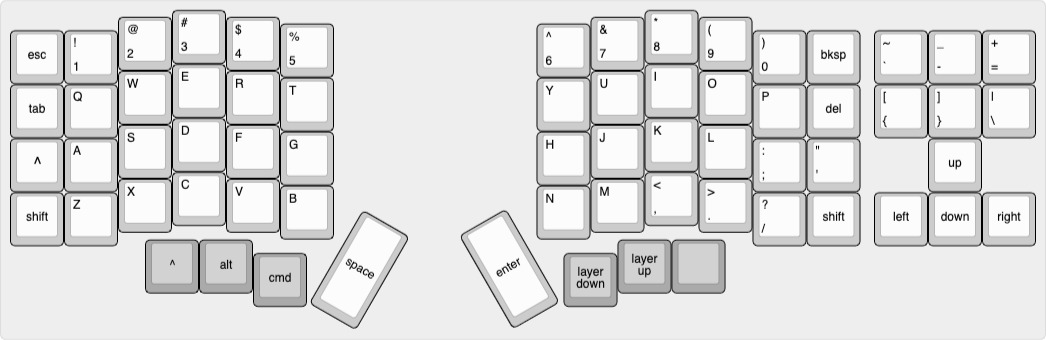 esc
!
1
@
2
#
3
$
4
%
5
^
6
&
7
*
8
(
9
)
0
bksp
~
`
_
-
+
=
tab
Q
W
E
R
T
Y
U
I
O
P
del
[
{
]
}
|
\
^
A
S
D
F
G
H
J
K
L
:
;
"
'
up
shift
Z
X
C
V
B
N
M
<
,
>
.
?
/
shift
left
down
right
^
alt
cmd
space
enter
layer
down
layer
up